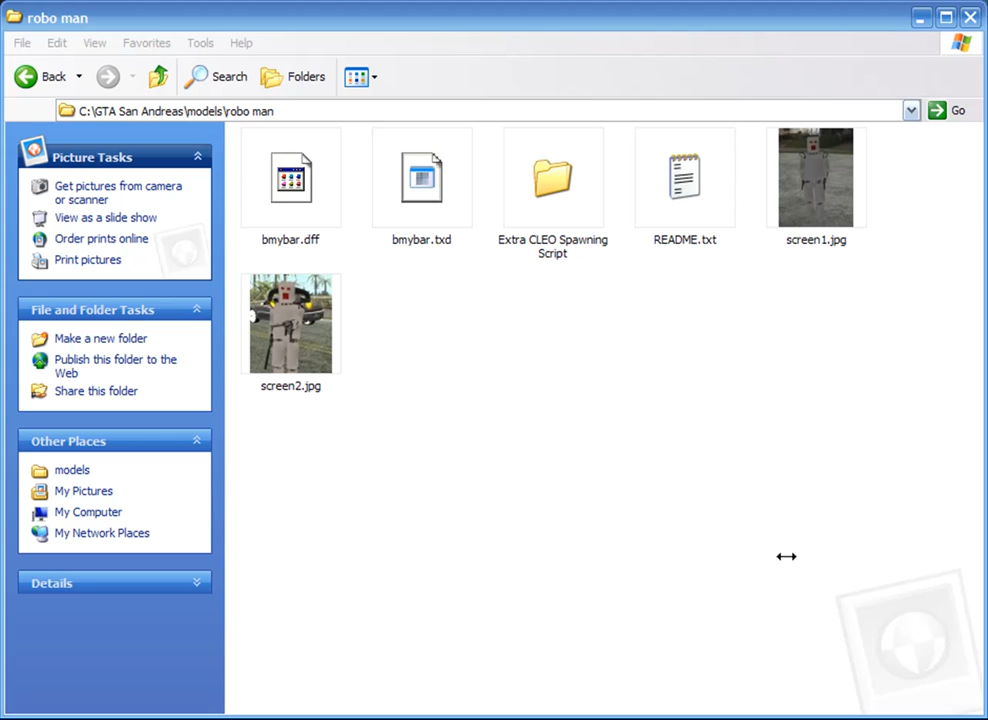 robo man
File Edit View Favorites Tools Help
Back Search Folders
C:\GTA San Andreas\models\robo man Go
Picture Tasks
Get pictures from camera
or scanner
View as a slide show
Order prints online
Print pictures
File and Folder Tasks
Make a new folder
Publish this folder to the
Web
Share this folder
Other Places
models
My Pictures
My Computer
My Network Places
Details
bmybar.dff
bmybar.txd
Extra CLEO Spawning
Script
README.txt
screen1.jpg
screen2.jpg